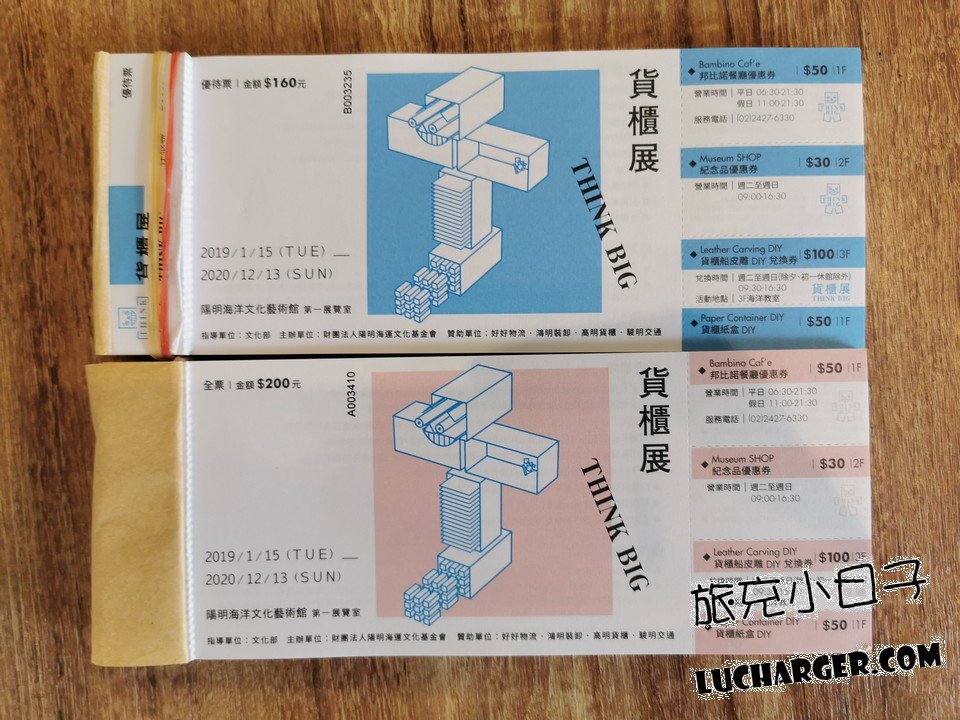 優待票
貨櫃展
THINK
優待票 | 金額 $160元
B003235
貨櫃展
THINK BIG
2019/1/15 (TUE)
2020/12/13 (SUN)
陽明海洋文化藝術館 第一展覽室
指導單位:文化部 主辦單位:財團法人陽明海運文化基金會 贊助單位:好好物流、鴻明裝卸、高明貨櫃、駿明交通
Bambino Caf'e
邦比諾餐廳優惠券 | $50 | 1F
營業時間 | 平日 06:30-21:30
假日 11:00-21:30
服務電話 | (02)2427-6330
THINK BIG
Museum SHOP
紀念品優惠券 | $30 | 2F
營業時間 | 週二至週日
09:00-16:30
THINK BIG
Leather Carving DIY
貨櫃船皮雕 DIY 兌換券 | $100 | 3F
兌換時間 | 週二至週日(除夕、初一休館除外)
09:30-16:30
活動地點 | 3F海洋教室
貨櫃展
THINK BIG
Paper Container DIY
貨櫃紙盒 DIY | $50 | 1F
全票 | 金額 $200元
A003410
貨櫃展
THINK BIG
2019/1/15 (TUE)
2020/12/13 (SUN)
陽明海洋文化藝術館 第一展覽室
指導單位:文化部 主辦單位:財團法人陽明海運文化基金會 贊助單位:好好物流、鴻明裝卸、高明貨櫃、駿明交通
Bambino Caf'e
邦比諾餐廳優惠券 | $50 | 1F
營業時間 | 平日 06:30-21:30
假日 11:00-21:30
服務電話 | (02)2427-6330
Museum SHOP
紀念品優惠券 | $30 | 2F
營業時間 | 週二至週日
09:00-16:30
Leather Carving DIY
貨櫃船皮雕 DIY 兌換券 | $100
Container DIY
貨櫃紙盒 DIY | $50 | 1F
旅充小日子
LUCHARGER.COM